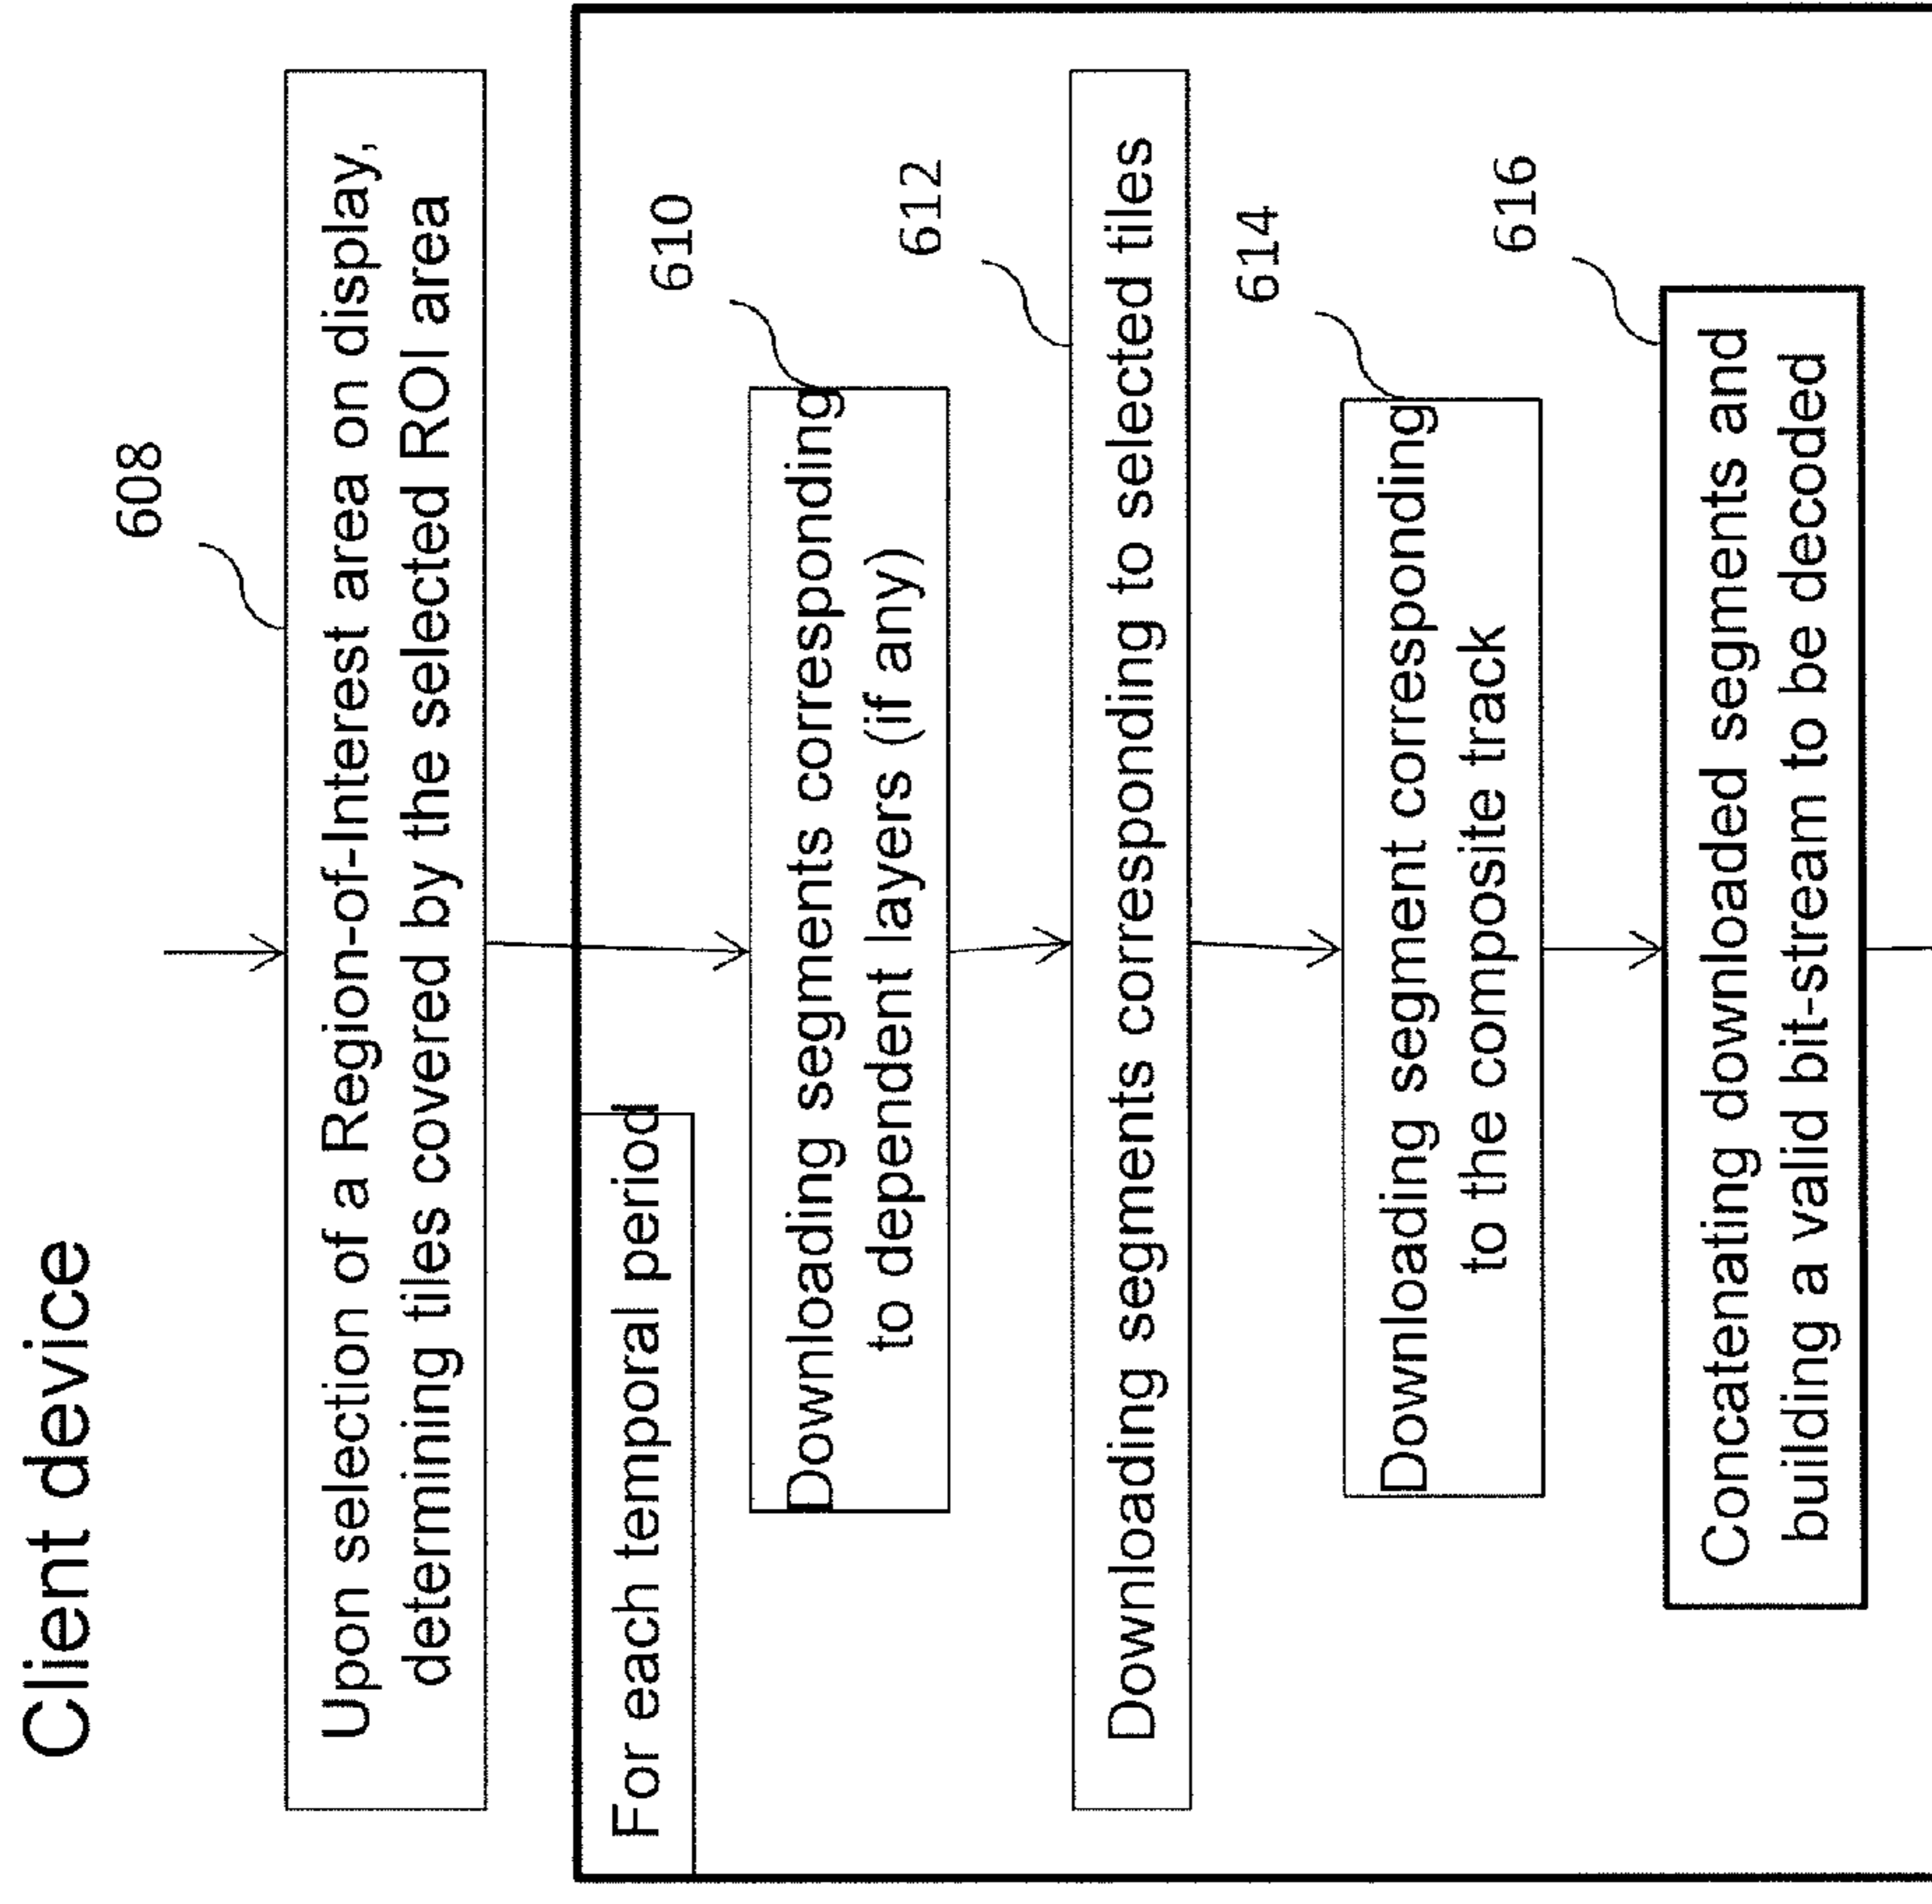 Client device
608
Upon selection of a Region-of-Interest area on display,
determining tiles covered by the selected ROI area
For each temporal period
610
Downloading segments corresponding
to dependent layers (if any)
612
Downloading segments corresponding to selected tiles
614
Downloading segment corresponding
to the composite track
616
Concatenating downloaded segments and
building a valid bit-stream to be decoded